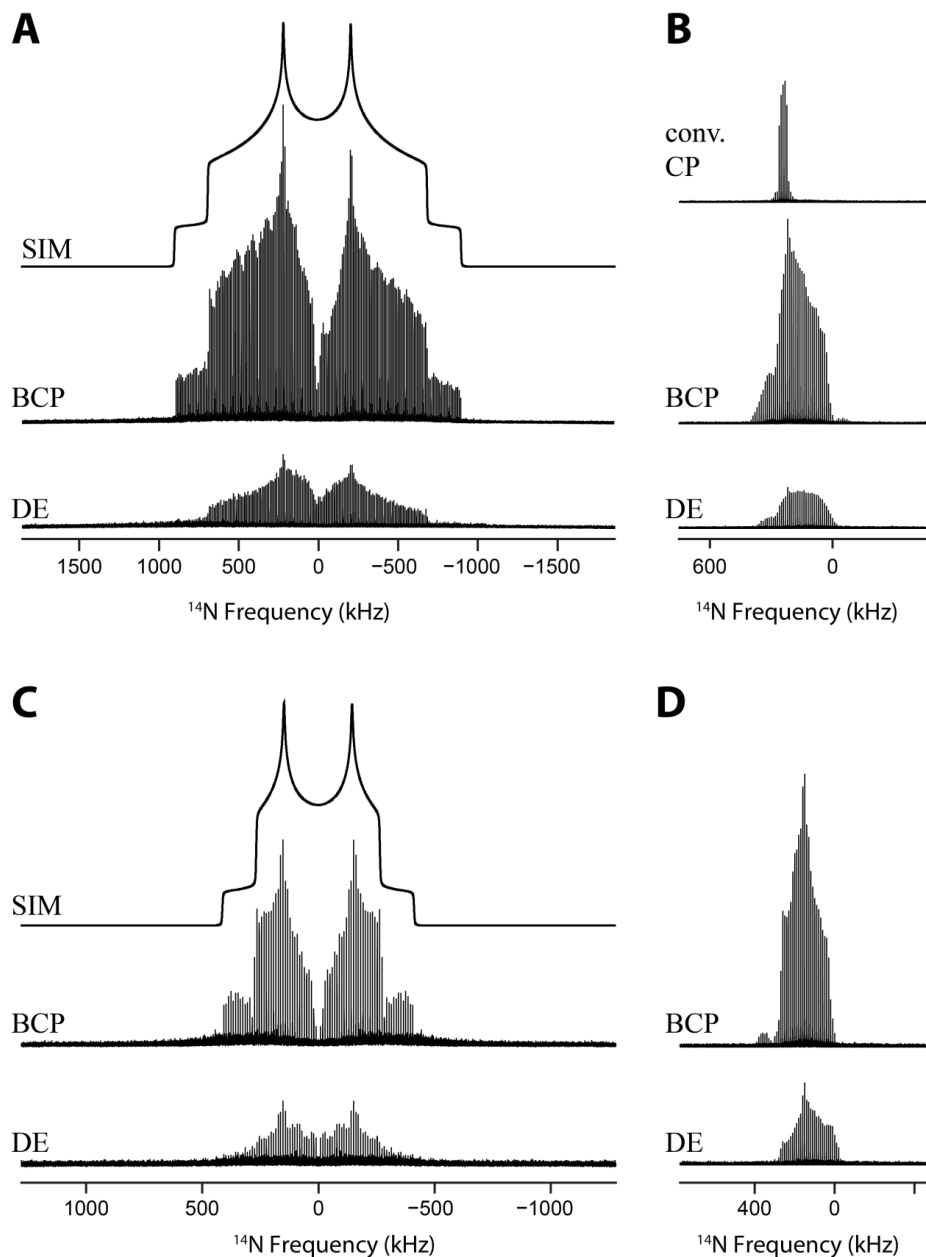 A
B
conv.
CP
SIM
BCP
BCP
DE
DE
1500 1000 500 0 −500 −1000 −1500
600 0
¹⁴N Frequency (kHz)
¹⁴N Frequency (kHz)
C
D
SIM
BCP
BCP
DE
DE
1000 500 0 −500 −1000
400 0
¹⁴N Frequency (kHz)
¹⁴N Frequency (kHz)